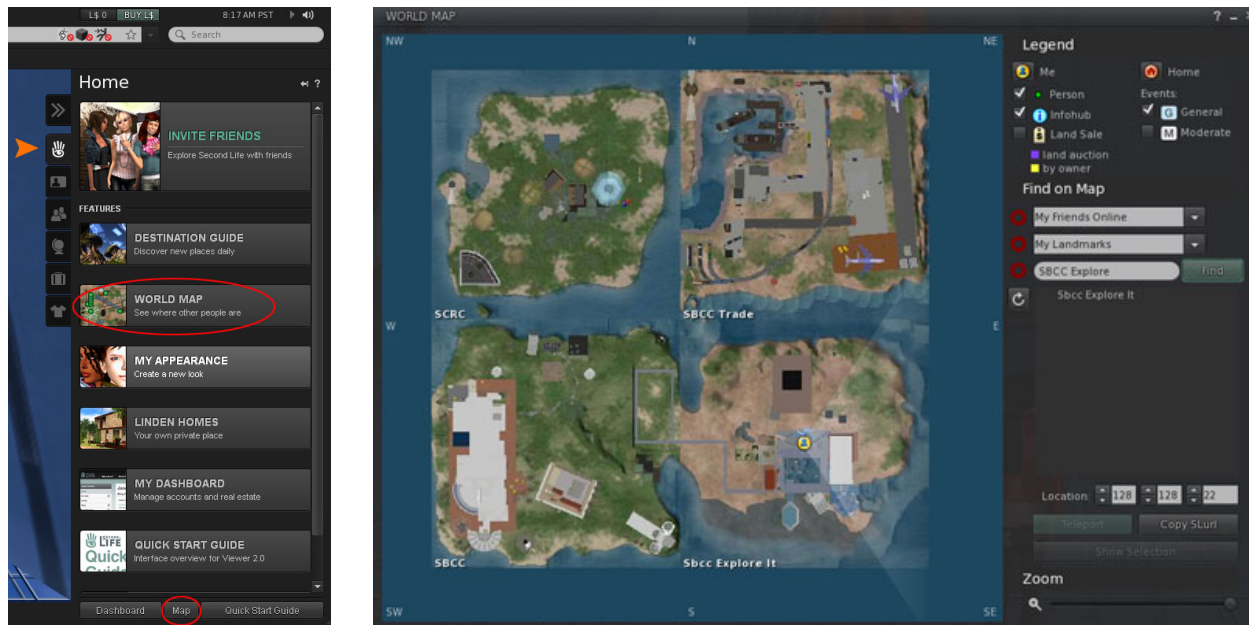 L$ 0 BUY L$ 8:17 AM PST
Search
Home ?
INVITE FRIENDS
Explore Second Life with friends
FEATURES
DESTINATION GUIDE
Discover new places daily
WORLD MAP
See where other people are
MY APPEARANCE
Create a new look
LINDEN HOMES
Your own private place
MY DASHBOARD
Manage accounts and real estate
LIFE
Quick
QUICK START GUIDE
Interface overview for Viewer 2.0
Dashboard Map Quick Start Guide
WORLD MAP ?
NW N NE
SCRC SBCC Trade
W E
SBCC Sbcc Explore It
SW S SE
Legend
Me Home
Person Events:
Infohub G General
Land Sale M Moderate
land auction
by owner
Find on Map
My Friends Online
My Landmarks
SBCC Explore Find
Sbcc Explore It
Location: 128 128 22
Teleport Copy SLurl
Show Selection
Zoom